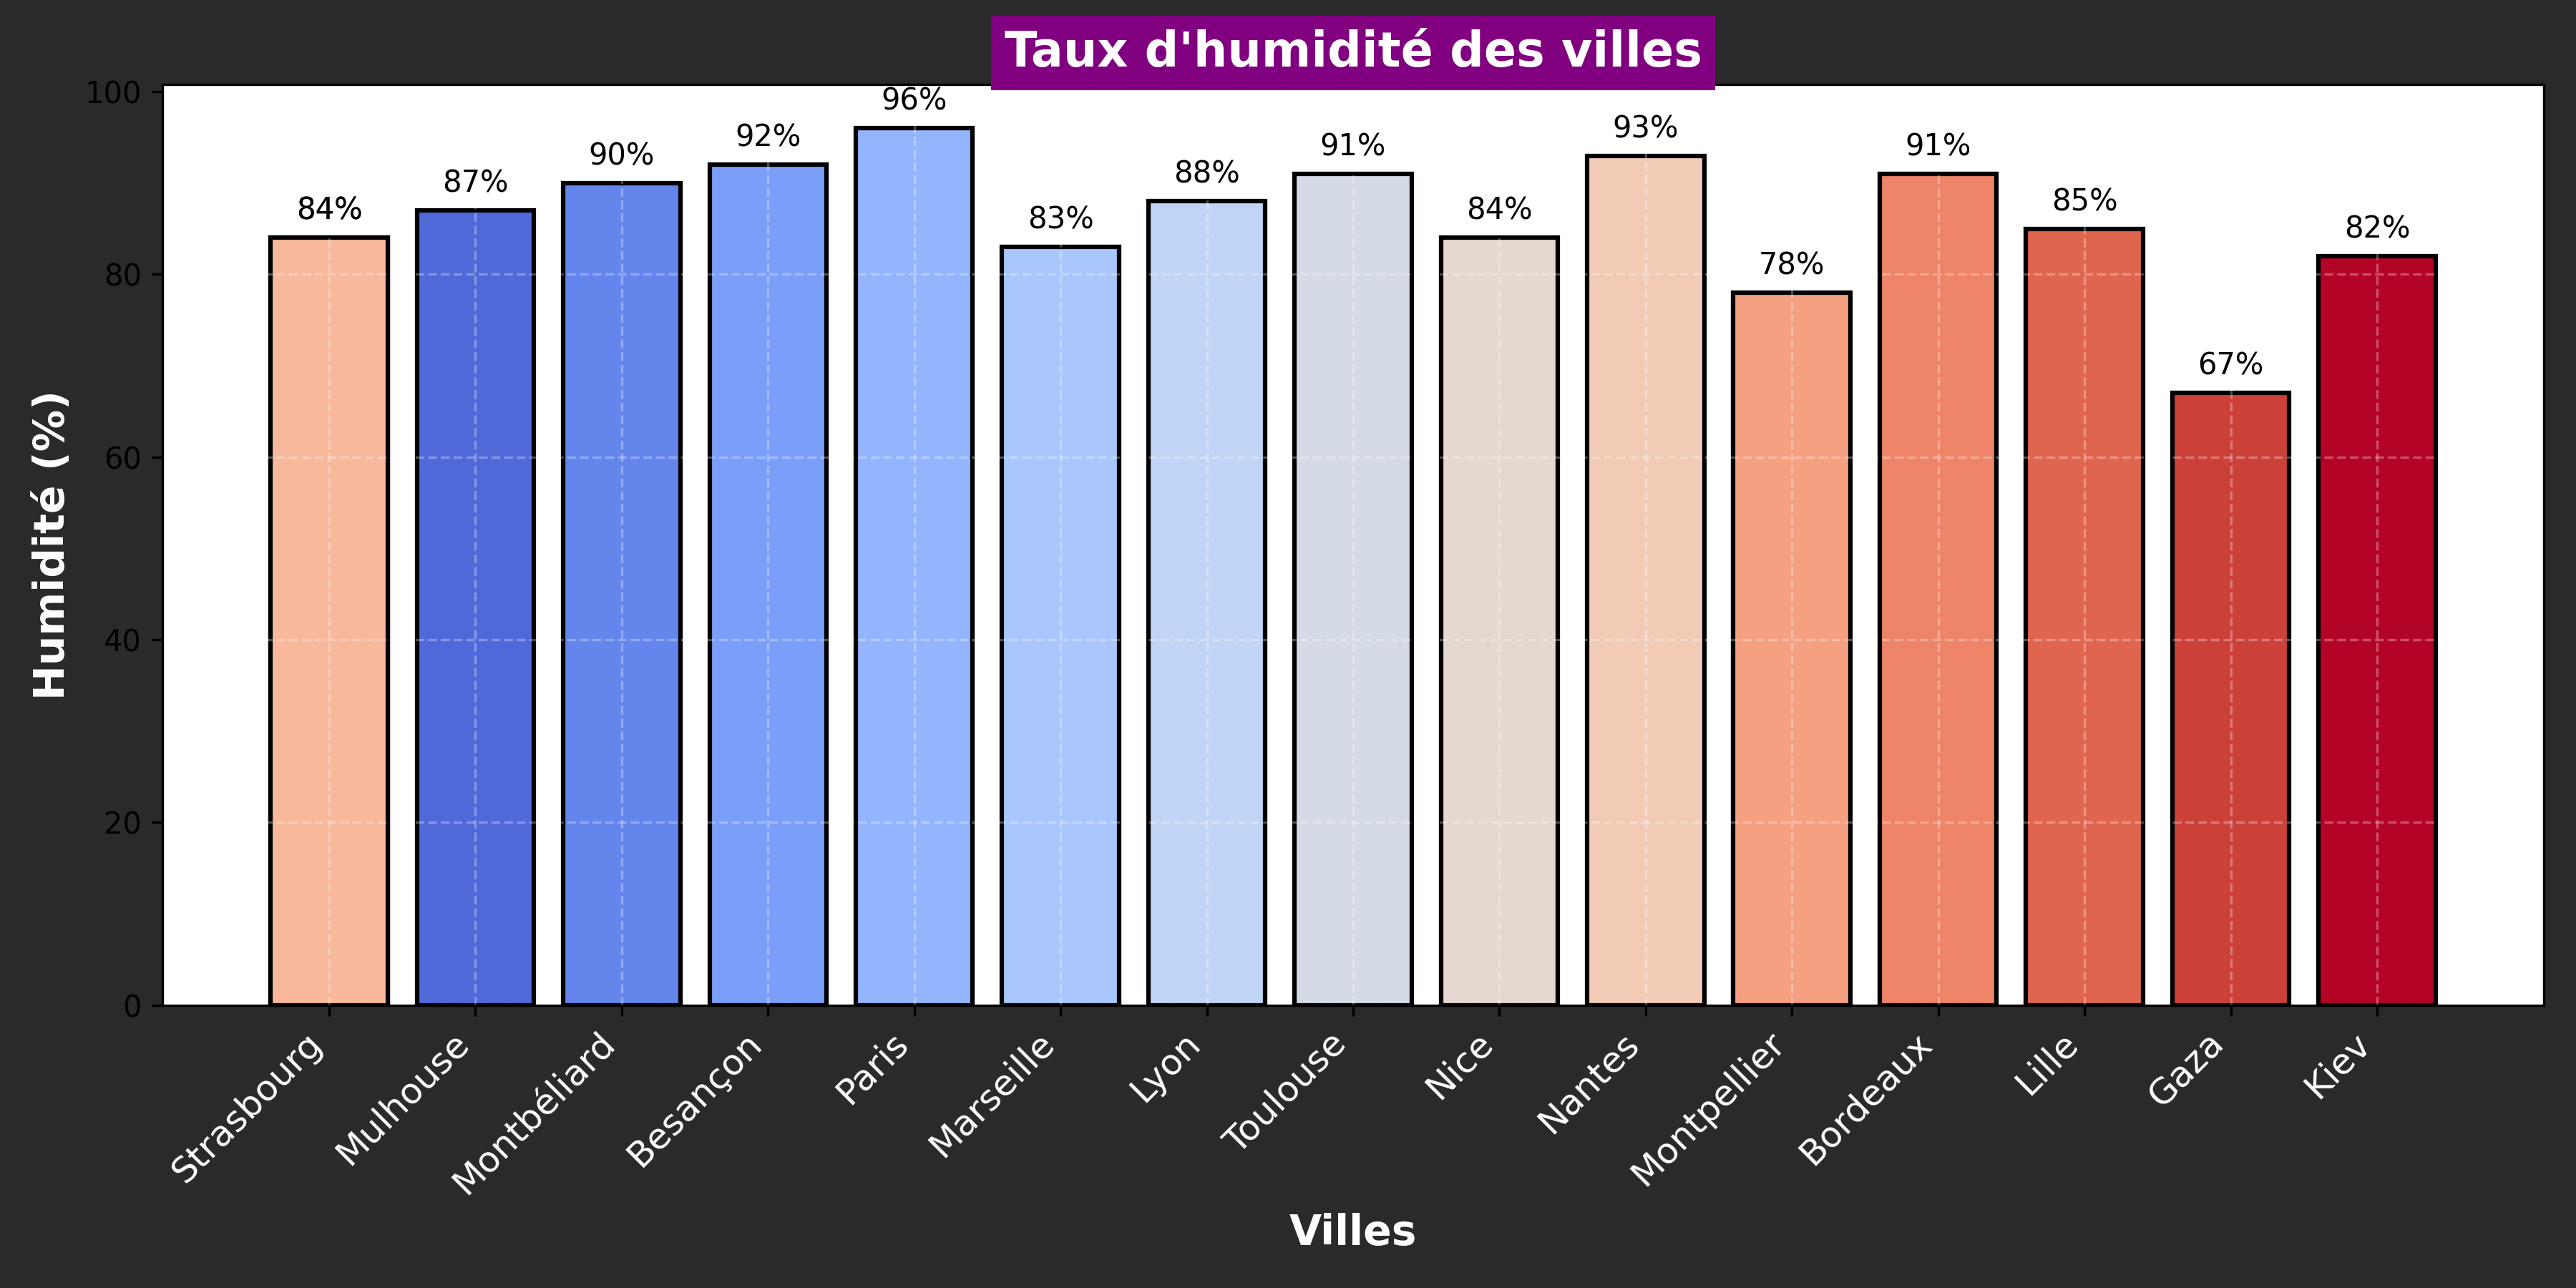 Taux d'humidité des villes
Humidité (%)
100
80
60
40
20
0
84%
87%
90%
92%
96%
83%
88%
91%
84%
93%
78%
91%
85%
67%
82%
Strasbourg
Mulhouse
Montbéliard
Besançon
Paris
Marseille
Lyon
Toulouse
Nice
Nantes
Montpellier
Bordeaux
Lille
Gaza
Kiev
Villes